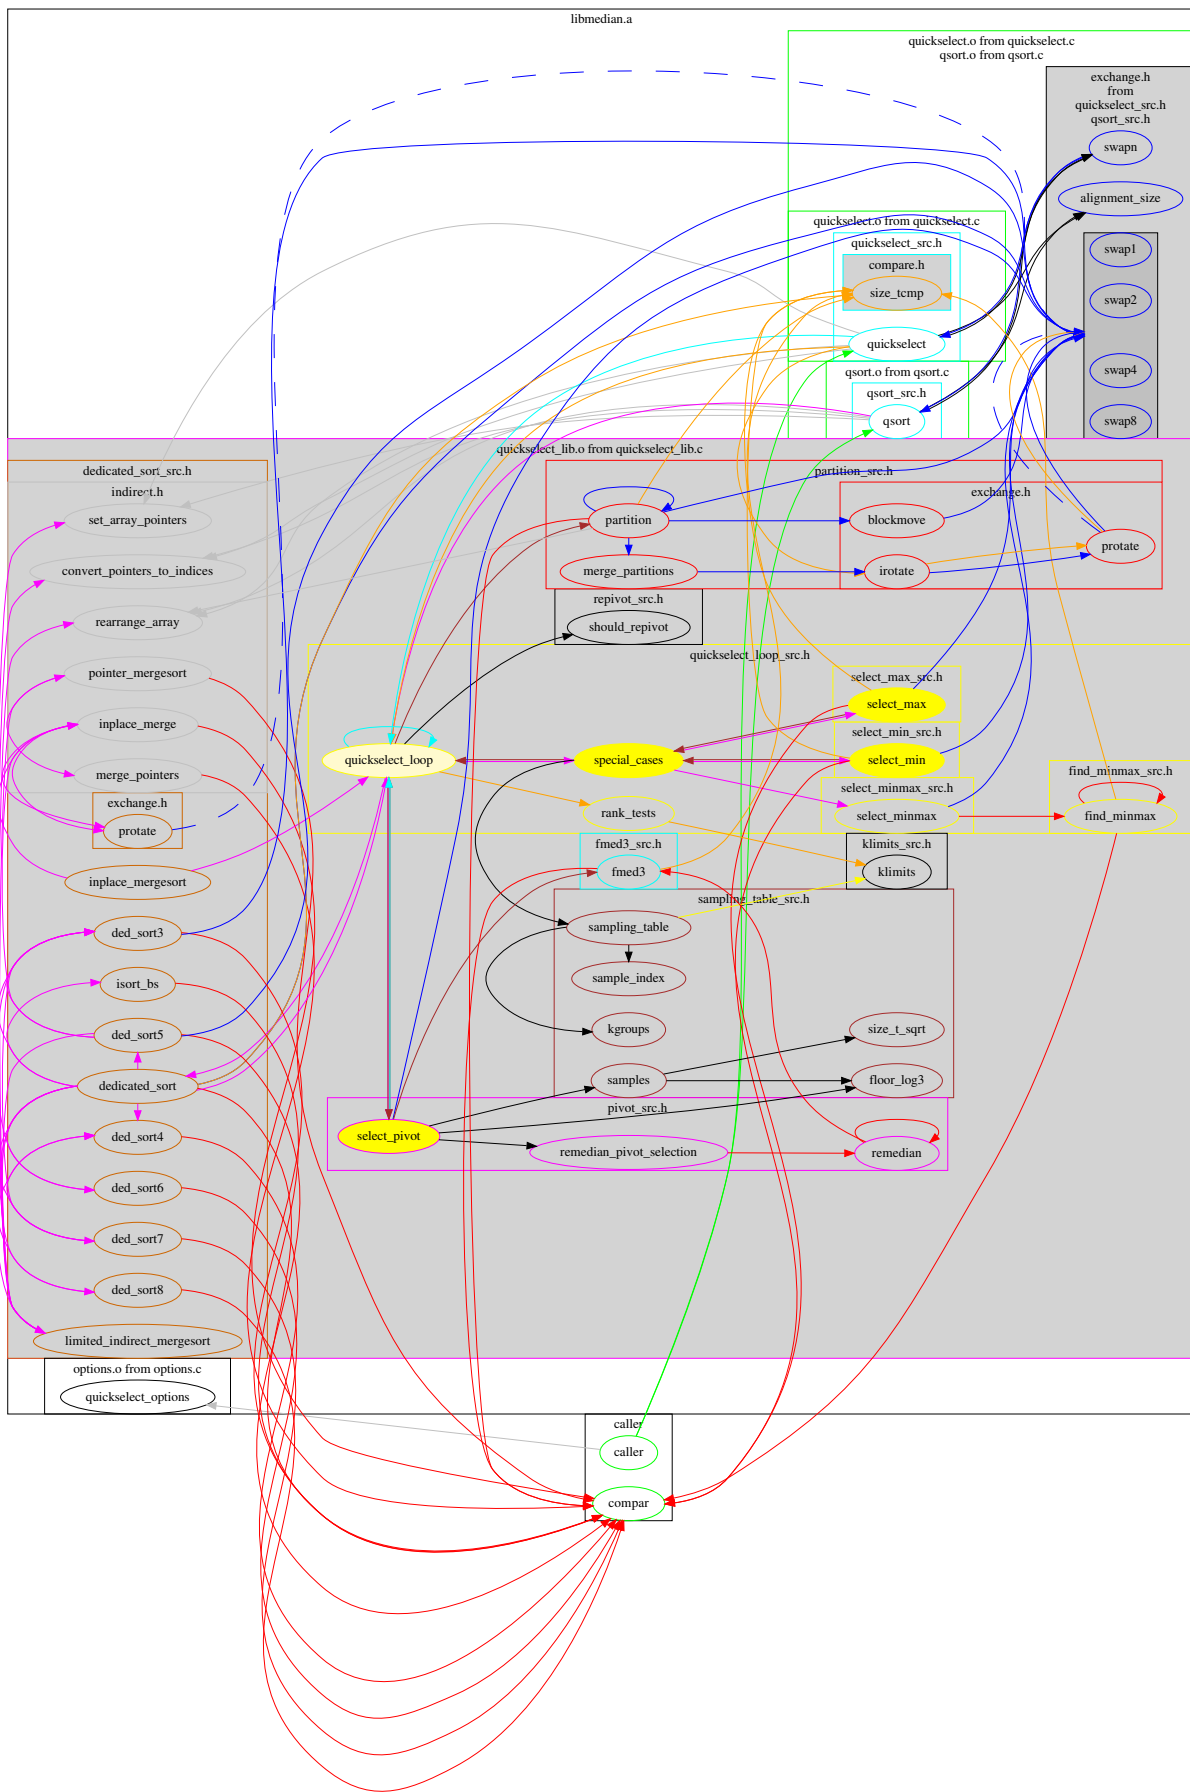 libmedian.a
quickselect.o from quickselect.c
qsort.o from qsort.c
exchange.h
from
quickselect_src.h
qsort_src.h
swapn
alignment_size
quickselect.o from quickselect.c
quickselect_src.h
compare.h
size_tcmp
quickselect
swap1
swap2
swap4
swap8
qsort.o from qsort.c
qsort_src.h
qsort
quickselect_lib.o from quickselect_lib.c
dedicated_sort_src.h
indirect.h
set_array_pointers
convert_pointers_to_indices
rearrange_array
pointer_mergesort
inplace_merge
merge_pointers
exchange.h
protate
inplace_mergesort
ded_sort3
isort_bs
ded_sort5
dedicated_sort
ded_sort4
ded_sort6
ded_sort7
ded_sort8
limited_indirect_mergesort
partition_src.h
partition
merge_partitions
exchange.h
blockmove
irotate
protate
repivot_src.h
should_repivot
quickselect_loop_src.h
quickselect_loop
special_cases
rank_tests
select_max_src.h
select_max
select_min_src.h
select_min
select_minmax_src.h
select_minmax
find_minmax_src.h
find_minmax
fmed3_src.h
fmed3
klimits_src.h
klimits
sampling_table_src.h
sampling_table
sample_index
kgroups
samples
size_t_sqrt
floor_log3
pivot_src.h
select_pivot
remedian_pivot_selection
remedian
options.o from options.c
quickselect_options
caller
caller
compar